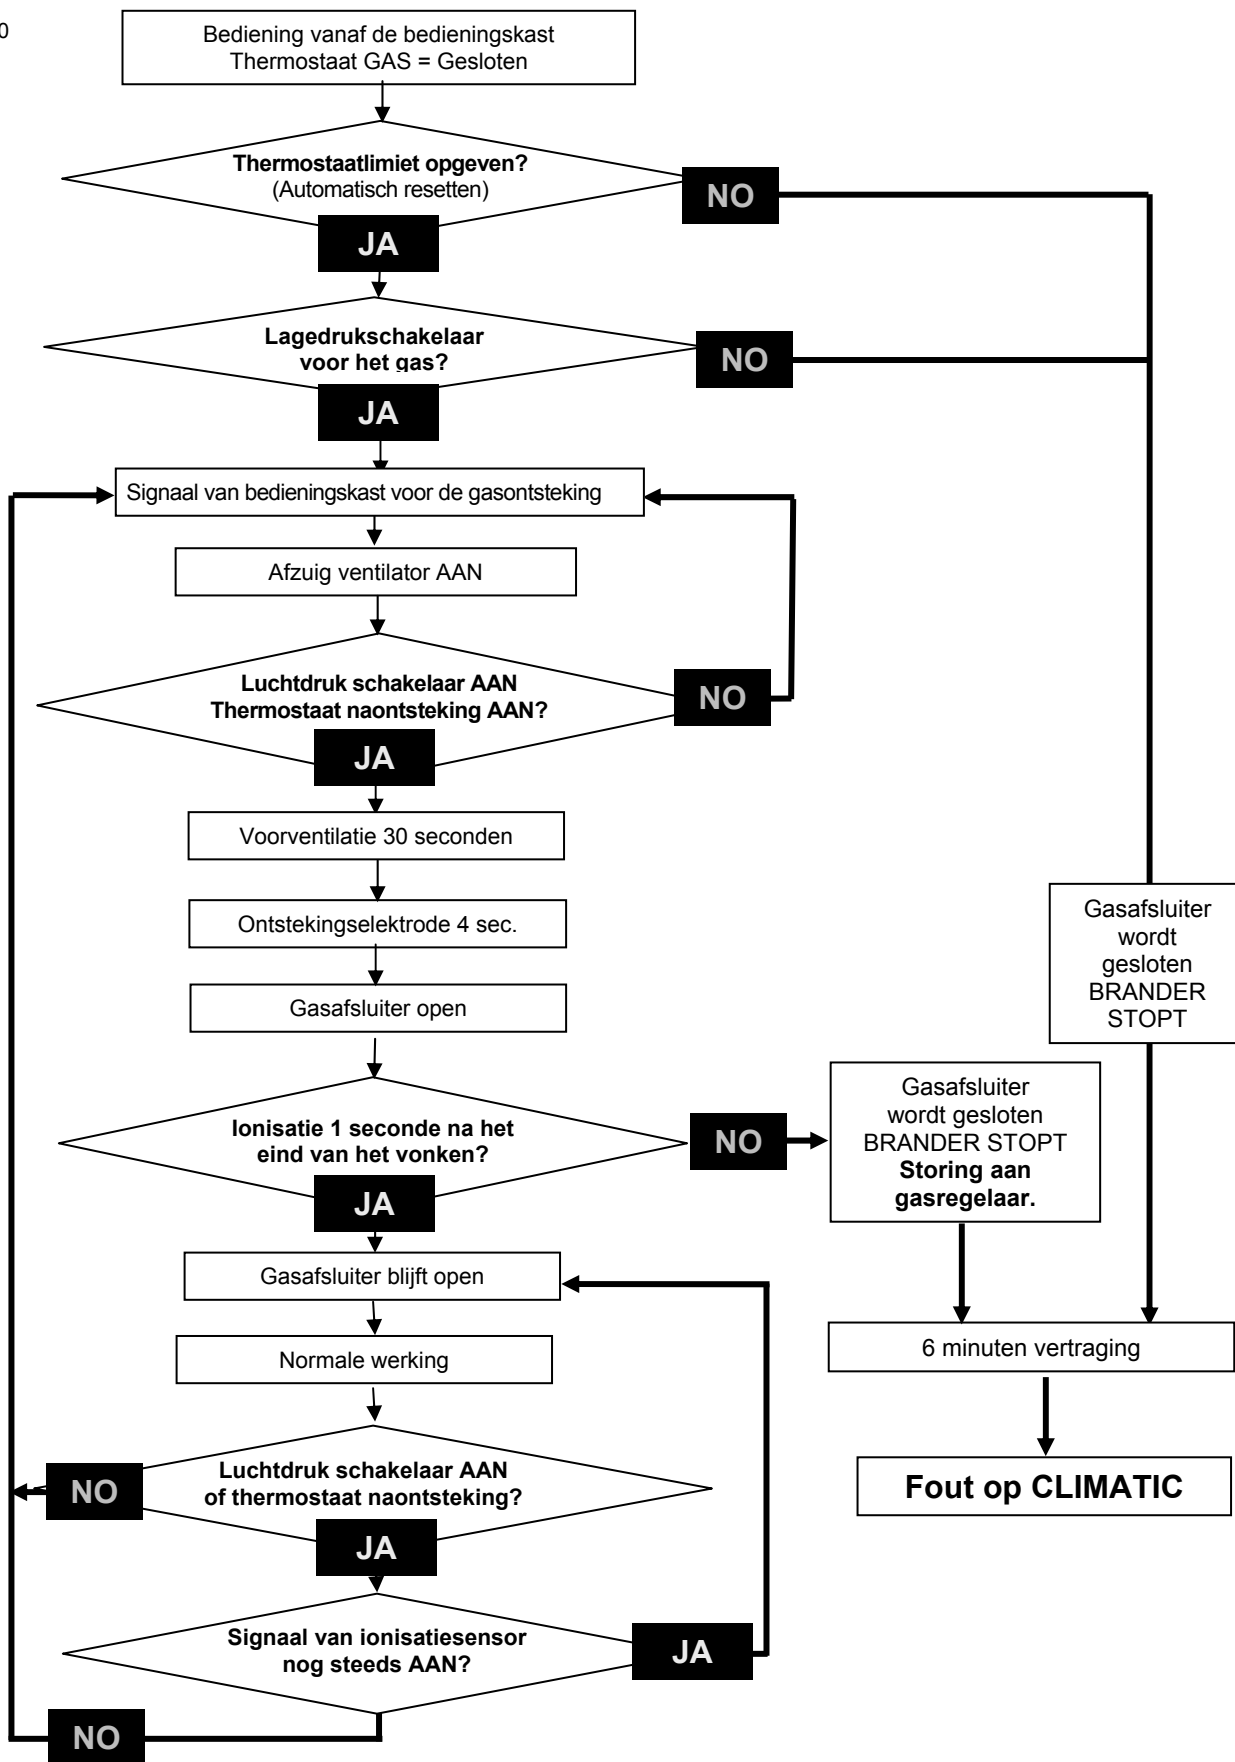 0
Bediening vanaf de bedieningskast
Thermostaat GAS = Gesloten
Thermostaatlimiet opgeven?
(Automatisch resetten)
NO
JA
Lagedrukschakelaar
voor het gas?
NO
JA
Signaal van bedieningskast voor de gasontsteking
Afzuig ventilator AAN
Luchtdruk schakelaar AAN
Thermostaat naontsteking AAN?
NO
JA
Voorventilatie 30 seconden
Ontstekingselektrode 4 sec.
Gasafsluiter open
Gasafsluiter
wordt
gesloten
BRANDER
STOPT
Ionisatie 1 seconde na het
eind van het vonken?
NO
JA
Gasafsluiter
wordt gesloten
BRANDER STOPT
Storing aan
gasregelaar.
Gasafsluiter blijft open
Normale werking
6 minuten vertraging
Luchtdruk schakelaar AAN
of thermostaat naontsteking?
NO
JA
Fout op CLIMATIC
Signaal van ionisatiesensor
nog steeds AAN?
JA
NO